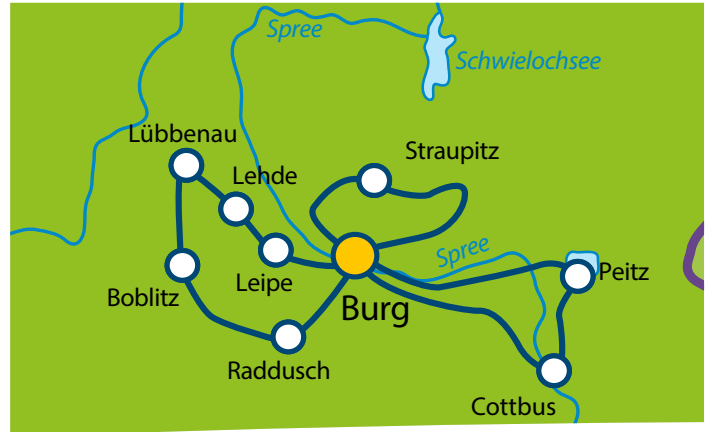 Spree
Schwielochsee
Lübbenau
Straupitz
Lehde
Spree
Leipe
Peitz
Boblitz
Burg
Raddusch
Cottbus